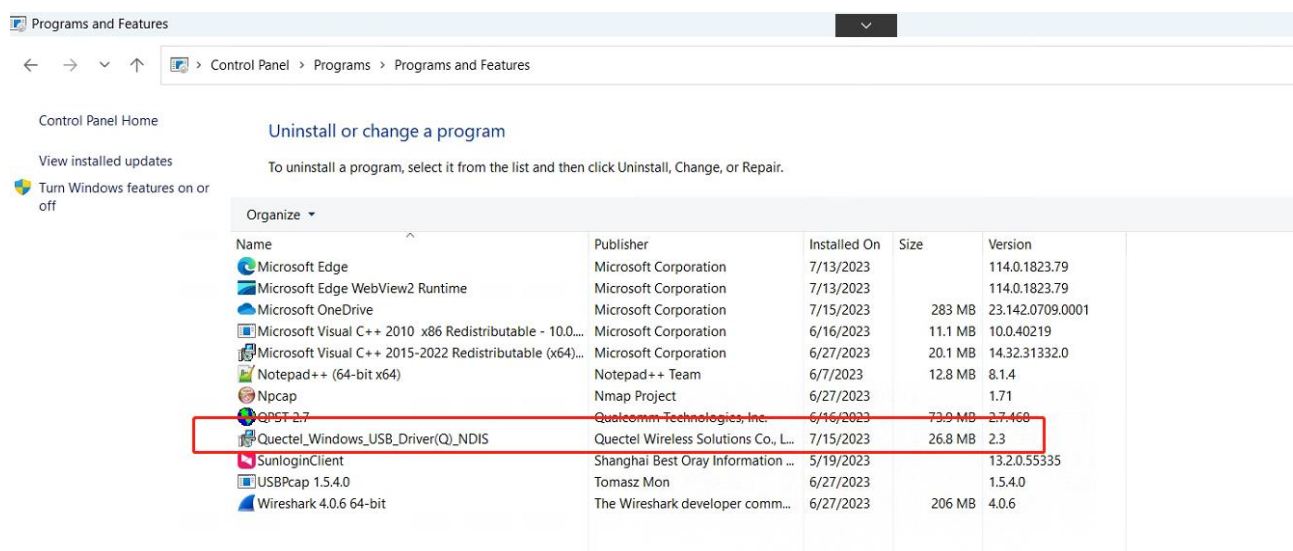 Programs and Features
Control Panel > Programs > Programs and Features
Control Panel Home
Uninstall or change a program
View installed updates
To uninstall a program, select it from the list and then click Uninstall, Change, or Repair.
Turn Windows features on or
off
Organize
Name Publisher Installed On Size Version
Microsoft Edge Microsoft Corporation 7/13/2023 114.0.1823.79
Microsoft Edge WebView2 Runtime Microsoft Corporation 7/13/2023 114.0.1823.79
Microsoft OneDrive Microsoft Corporation 7/15/2023 283 MB 23.142.0709.0001
Microsoft Visual C++ 2010 x86 Redistributable - 10.0.... Microsoft Corporation 6/16/2023 11.1 MB 10.0.40219
Microsoft Visual C++ 2015-2022 Redistributable (x64)... Microsoft Corporation 6/27/2023 20.1 MB 14.32.31332.0
Notepad++ (64-bit x64) Notepad++ Team 6/7/2023 12.8 MB 8.1.4
Npcap Nmap Project 6/27/2023 1.71
QPST 2.7 Qualcomm Technologies, Inc. 6/16/2023 73.9 MB 2.7.468
Quectel_Windows_USB_Driver(Q)_NDIS Quectel Wireless Solutions Co., L... 7/15/2023 26.8 MB 2.3
SunloginClient Shanghai Best Oray Information ... 5/19/2023 13.2.0.55335
USBPcap 1.5.4.0 Tomasz Mon 6/27/2023 1.5.4.0
Wireshark 4.0.6 64-bit The Wireshark developer comm... 6/27/2023 206 MB 4.0.6